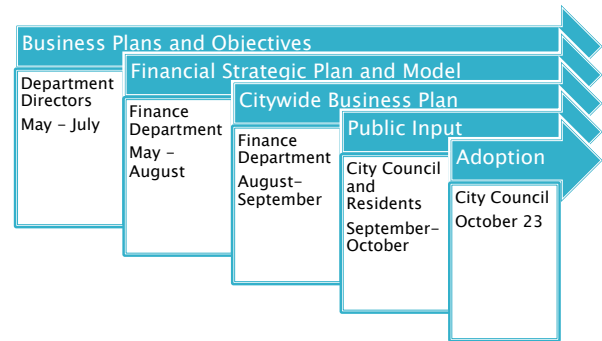 Business Plans and Objectives
Department
Directors
May – July
Financial Strategic Plan and Model
Finance
Department
May –
August
Citywide Business Plan
Finance
Department
August–
September
Public Input
City Council
and
Residents
September–
October
Adoption
City Council
October 23